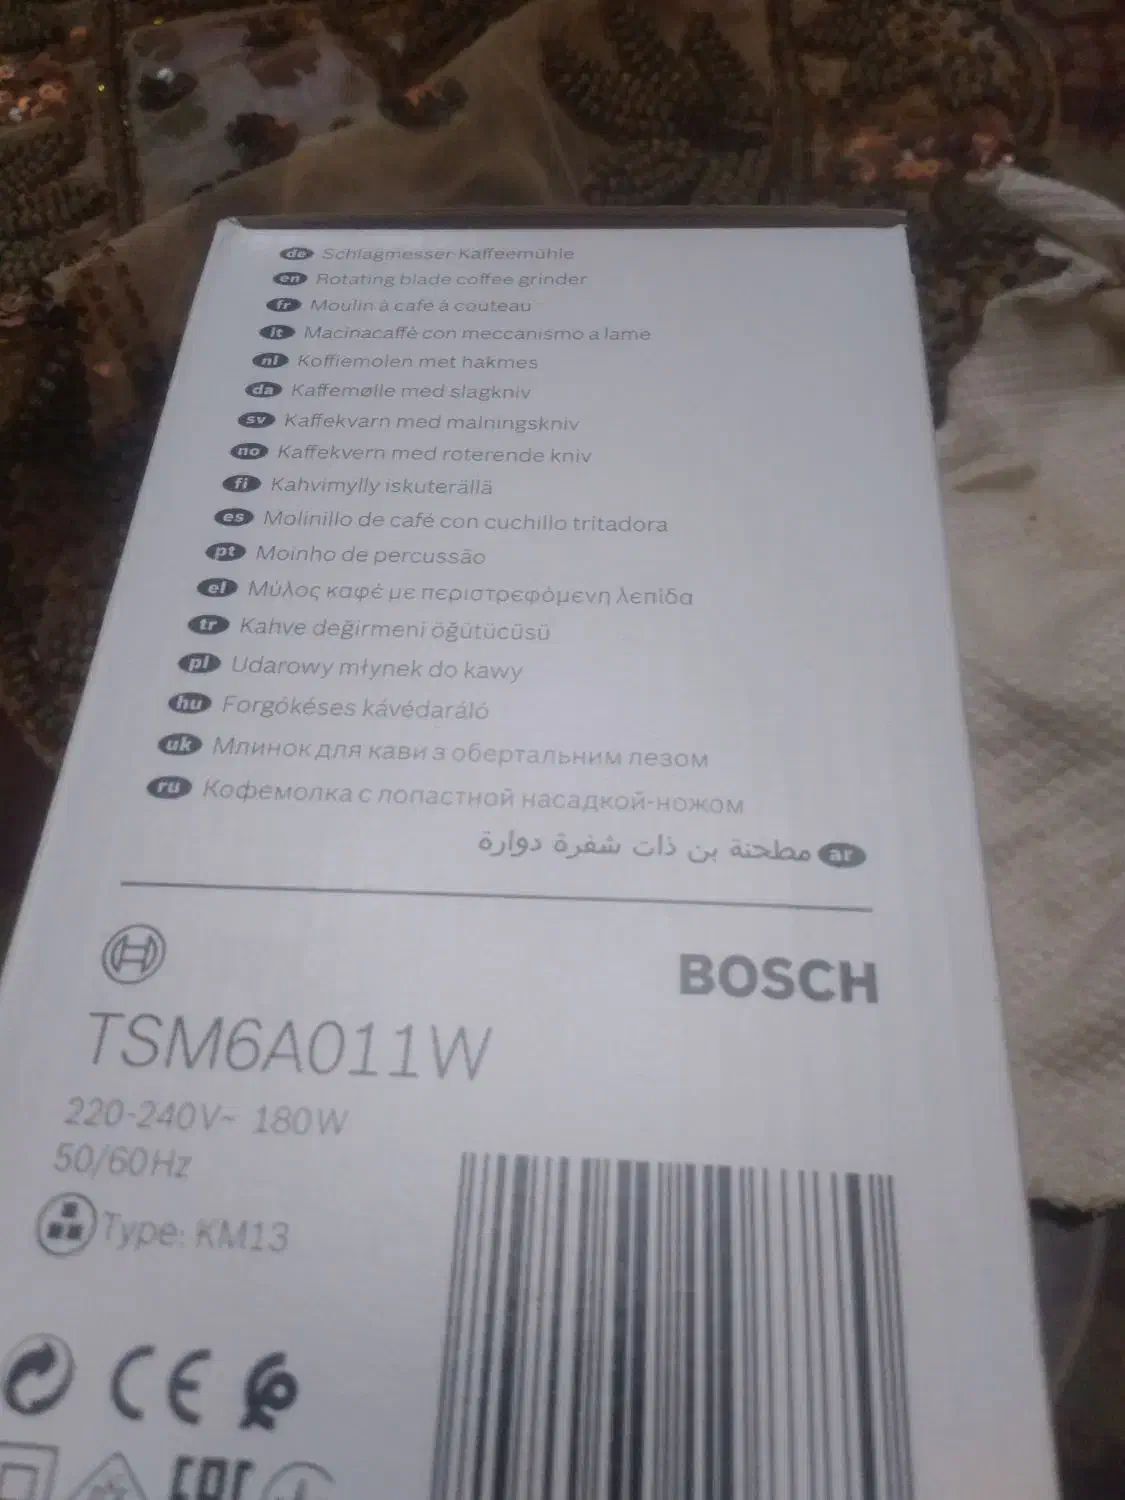 de Schlagmesser-Kaffeemühle
en Rotating blade coffee grinder
fr Moulin à café à couteau
it Macinacaffè con meccanismo a lame
nl Koffiemolen met hakmes
da Kaffemølle med slagkniv
sv Kaffekvarn med malningskniv
no Kaffekvern med roterende kniv
fi Kahvimylly iskuterällä
es Molinillo de café con cuchillo tritadora
pt Moinho de percussão
el Μύλος καφέ με περιστρεφόμενη λεπίδα
tr Kahve değirmeni öğütücüsü
pl Udarowy młynek do kawy
hu Forgókéses kávédaráló
uk Млинок для кави з обертальним лезом
ru Кофемолка с лопастной насадкой-ножом
ar مطحنة بن ذات شفرة دوارة
BOSCH
TSM6A011W
220-240V~ 180W
50/60Hz
Type: KM13
CE
EAC